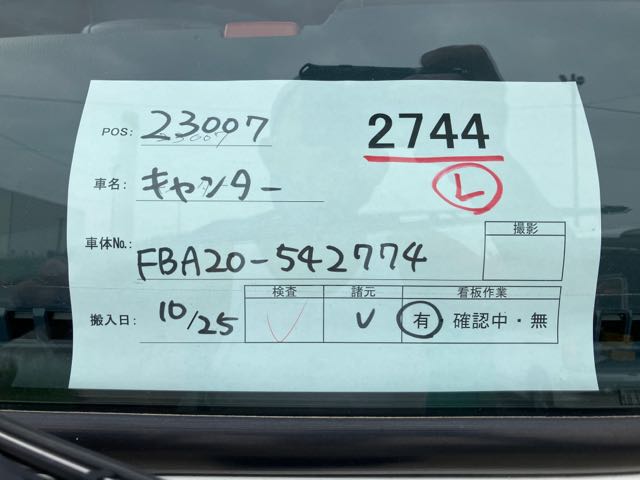 POS: 23007 2744
L
車名: キャンター
撮影
車体No.: FBA20-542774
検査 諸元 看板作業
搬入日: 10/25 ✓ ✓ 有・確認中・無